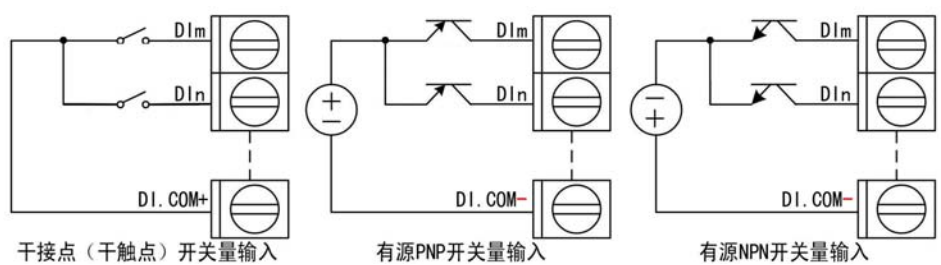 DIm
DIn
DI.COM+
干接点（干触点）开关量输入
+
−
DIm
DIn
DI.COM-
有源PNP开关量输入
−
+
DIm
DIn
DI.COM-
有源NPN开关量输入